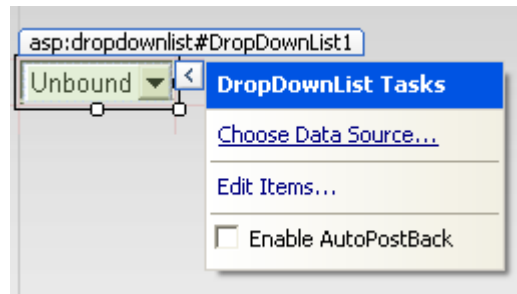 asp:dropdownlist#DropDownList1
Unbound
DropDownList Tasks
Choose Data Source...
Edit Items...
Enable AutoPostBack